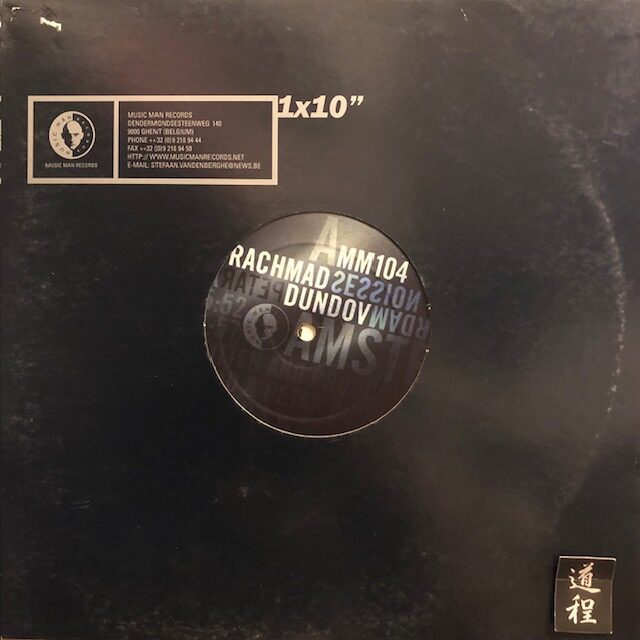 1x10”
MUSIC MAN RECORDS
DENDERMONDSESTEENWEG 140
9000 GHENT (BELGIUM)
PHONE ++32 (0)9 218 94 44
FAX ++32 (0)9 218 94 50
HTTP://WWW.MUSICMANRECORDS.NET
E-MAIL: STEFAAN.VANDENBERGHE@NEWS.BE
MUSIC MAN RECORDS
A
MM104
RACHMAD SESSION
DUNDOV
RDAM
AMST
道程